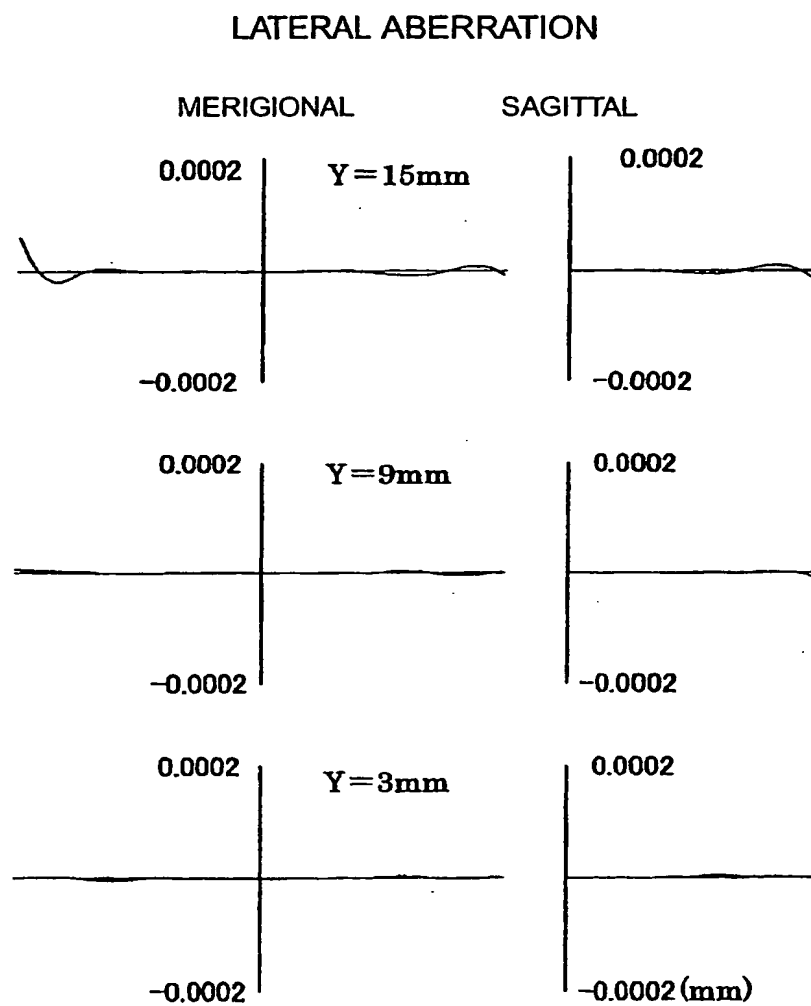 LATERAL ABERRATION
MERIGIONAL SAGITTAL
0.0002 Y=15mm 0.0002
-0.0002 -0.0002
0.0002 Y=9mm 0.0002
-0.0002 -0.0002
0.0002 Y=3mm 0.0002
-0.0002 -0.0002(mm)